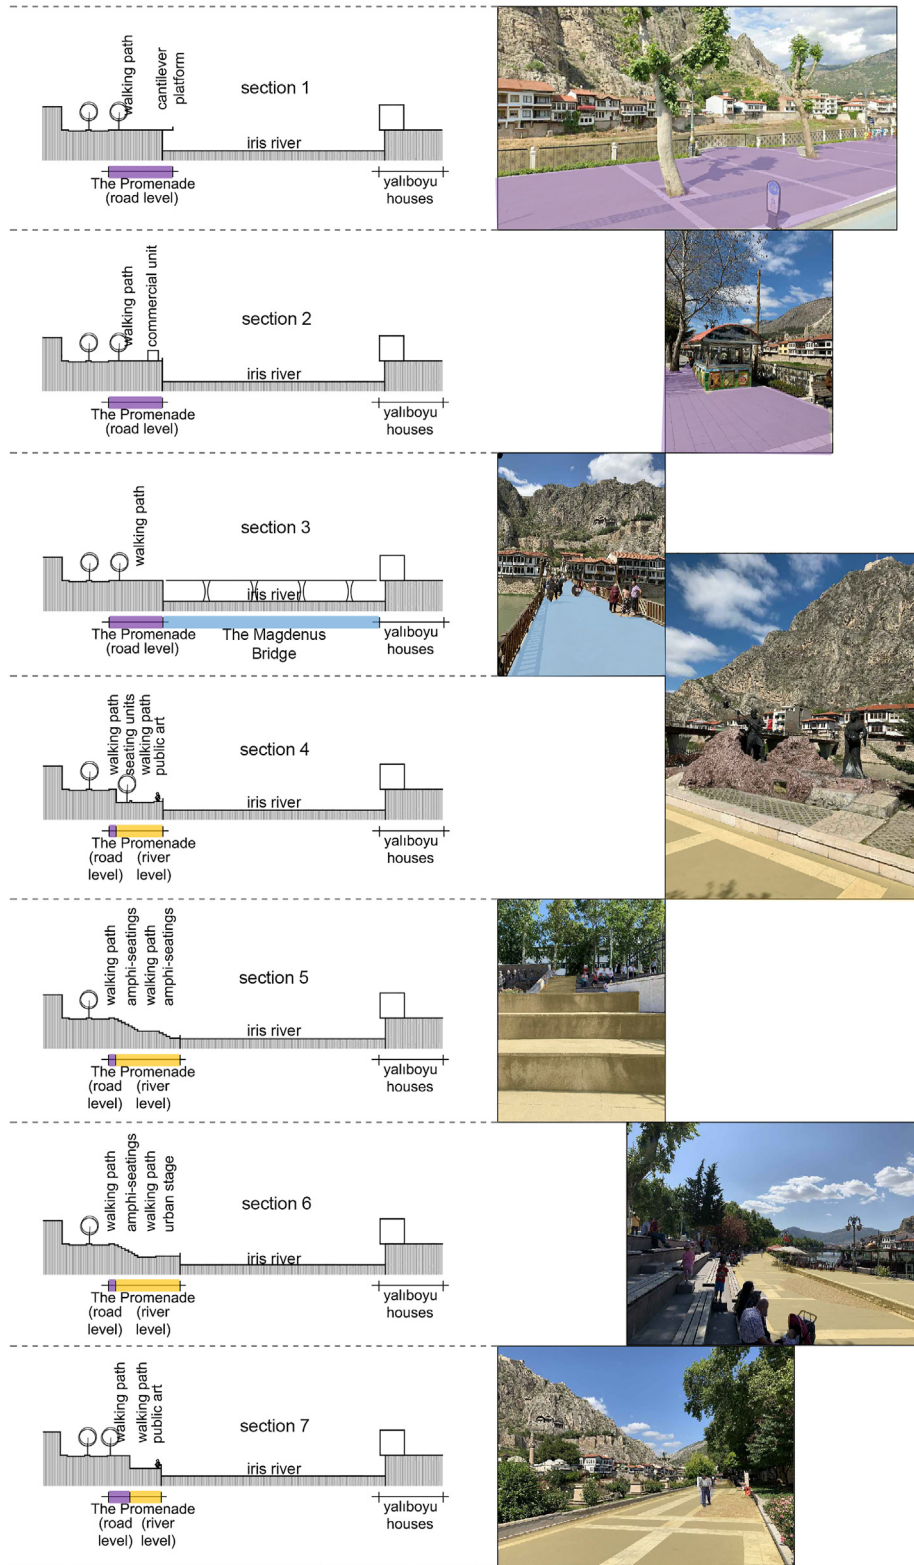 walking path
cantilever
platform
section 1
iris river
The Promenade
(road level)
yalıboyu
houses
walking path
commercial unit
section 2
iris river
The Promenade
(road level)
yalıboyu
houses
walking path
section 3
iris river
The Promenade
(road level)
The Magdenus
Bridge
yalıboyu
houses
walking path
seating units
walking path
public art
section 4
iris river
The Promenade
(road (river
level) level)
yalıboyu
houses
walking path
amphi-seatings
walking path
amphi-seatings
section 5
iris river
The Promenade
(road (river
level) level)
yalıboyu
houses
walking path
amphi-seatings
walking path
urban stage
section 6
iris river
The Promenade
(road (river
level) level)
yalıboyu
houses
walking path
walking path
public art
section 7
iris river
The Promenade
(road (river
level) level)
yalıboyu
houses